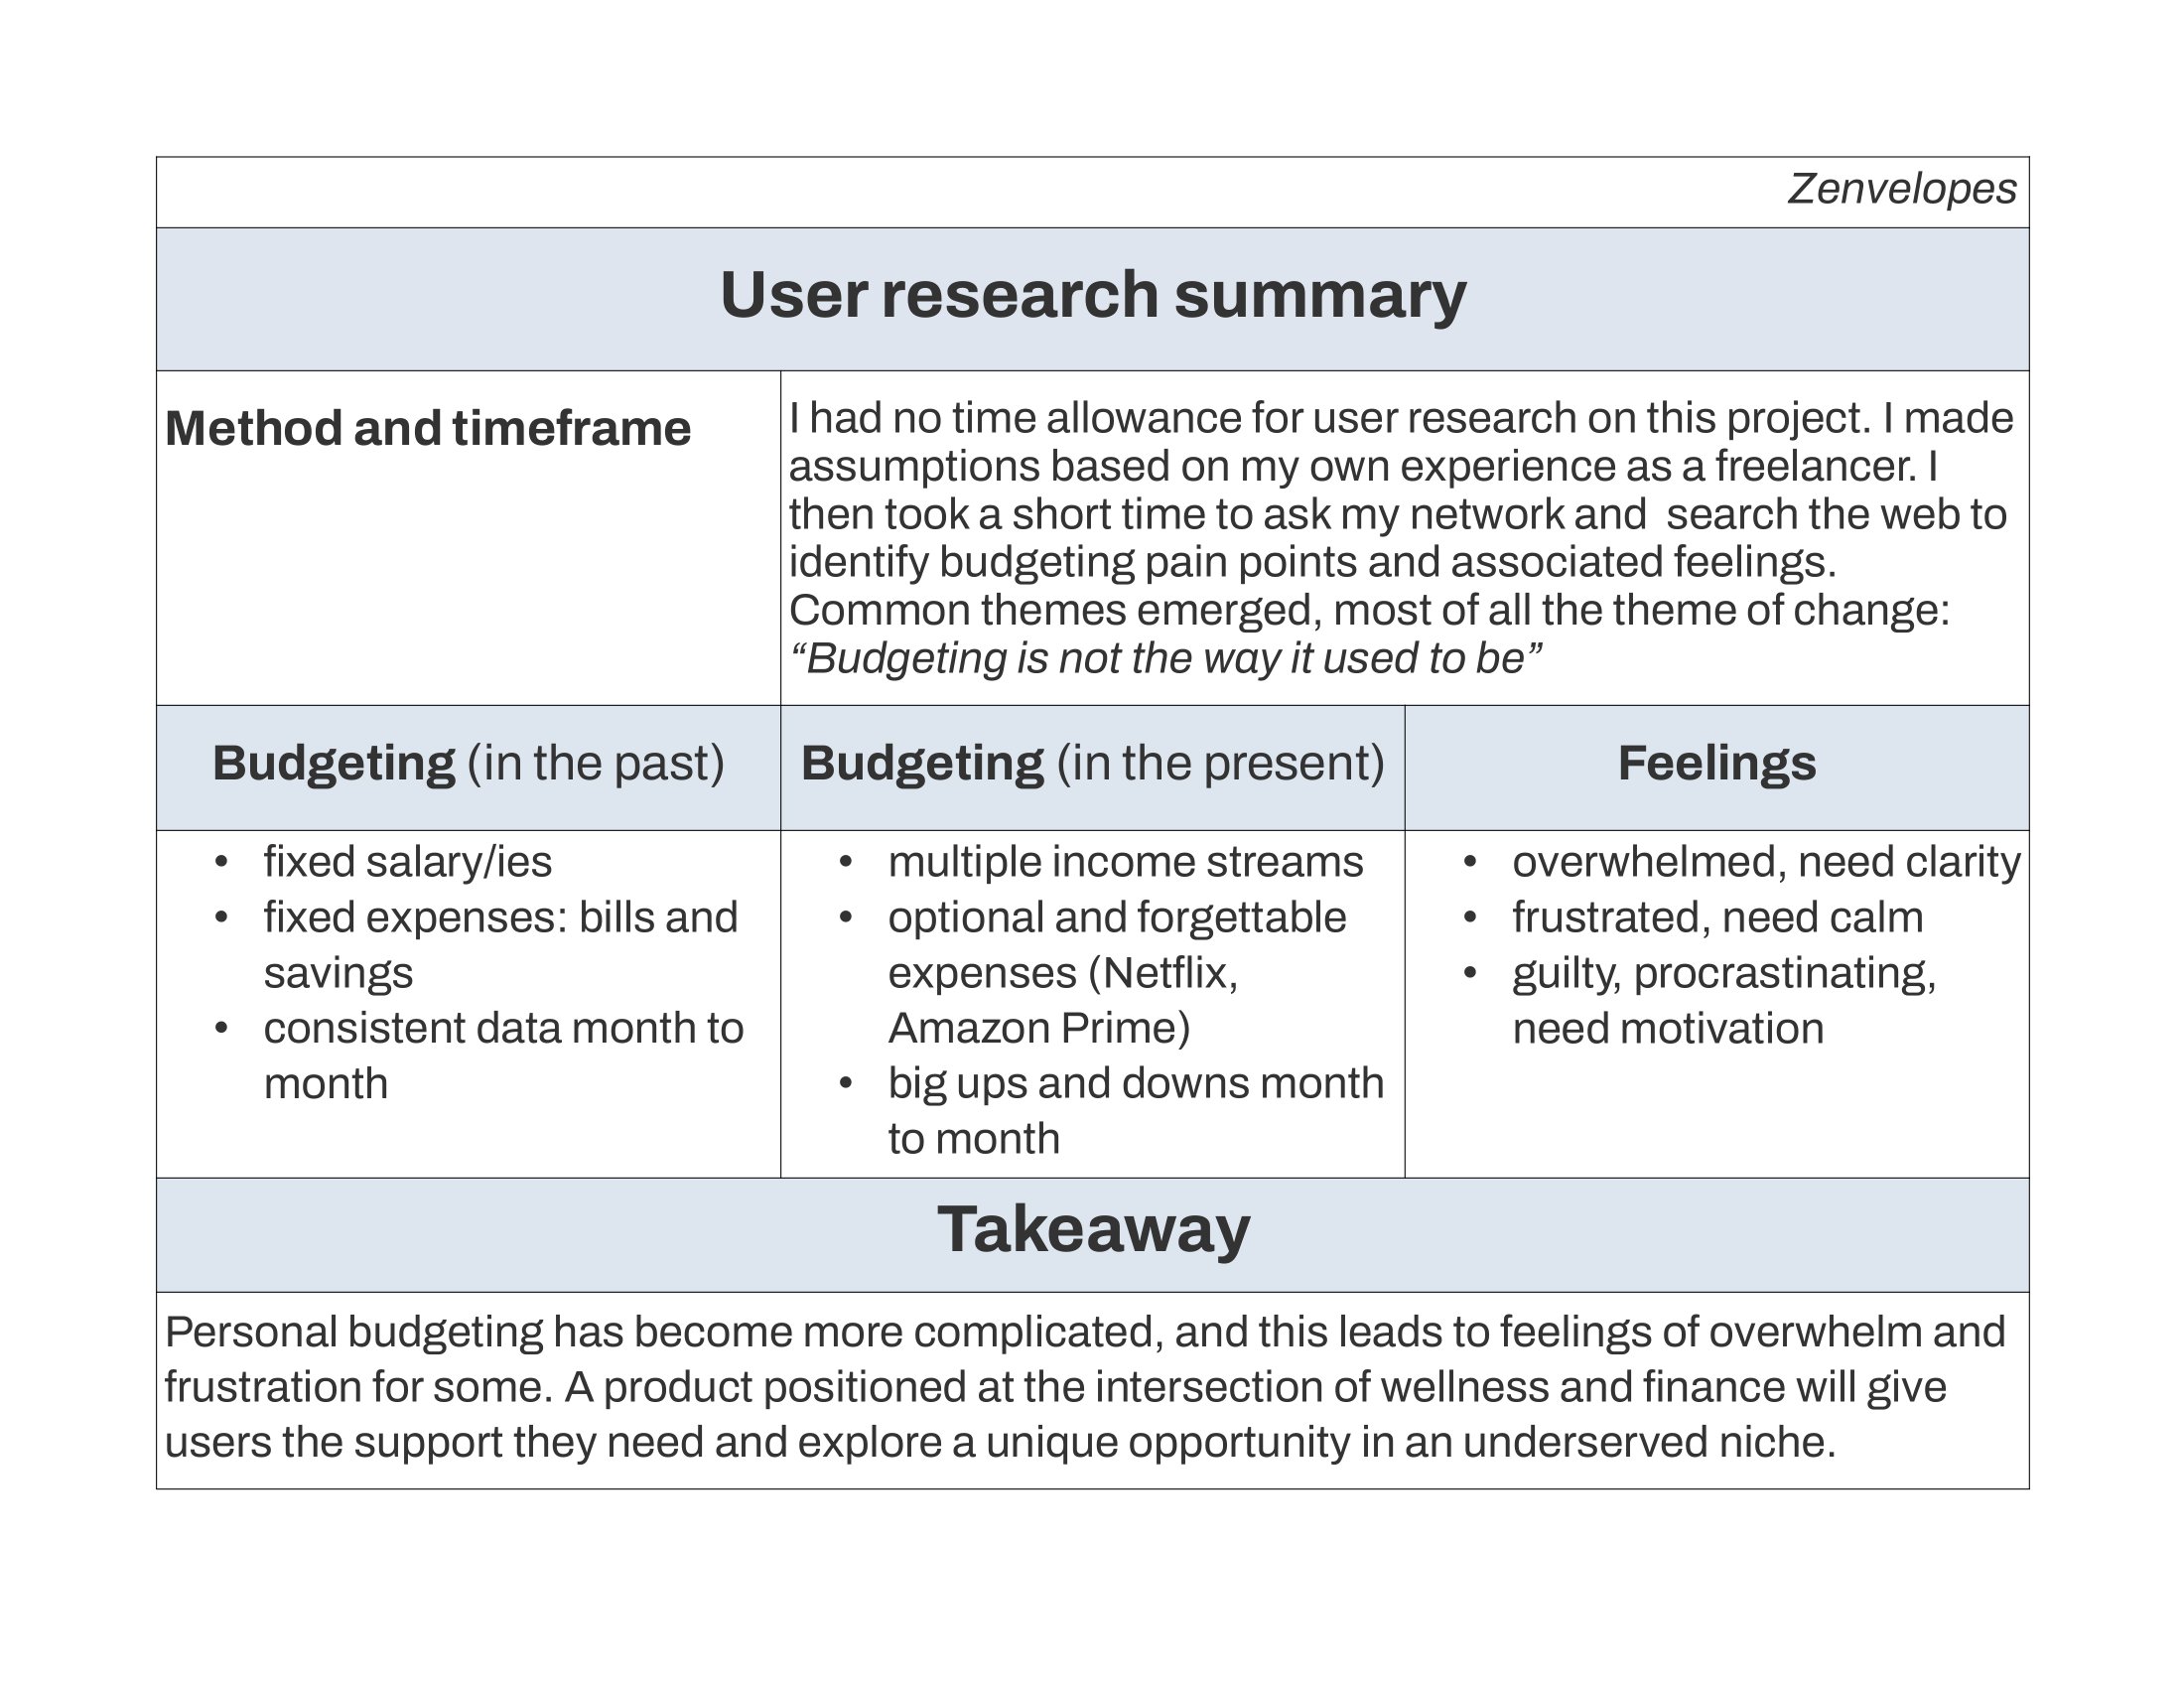 Zenvelopes
User research summary
Method and timeframe
I had no time allowance for user research on this project. I made
assumptions based on my own experience as a freelancer. I
then took a short time to ask my network and  search the web to
identify budgeting pain points and associated feelings.
Common themes emerged, most of all the theme of change:
“Budgeting is not the way it used to be”
Budgeting (in the past)
Budgeting (in the present)
Feelings
• fixed salary/ies
• fixed expenses: bills and
savings
• consistent data month to
month
• multiple income streams
• optional and forgettable
expenses (Netflix,
Amazon Prime)
• big ups and downs month
to month
• overwhelmed, need clarity
• frustrated, need calm
• guilty, procrastinating,
need motivation
Takeaway
Personal budgeting has become more complicated, and this leads to feelings of overwhelm and
frustration for some. A product positioned at the intersection of wellness and finance will give
users the support they need and explore a unique opportunity in an underserved niche.